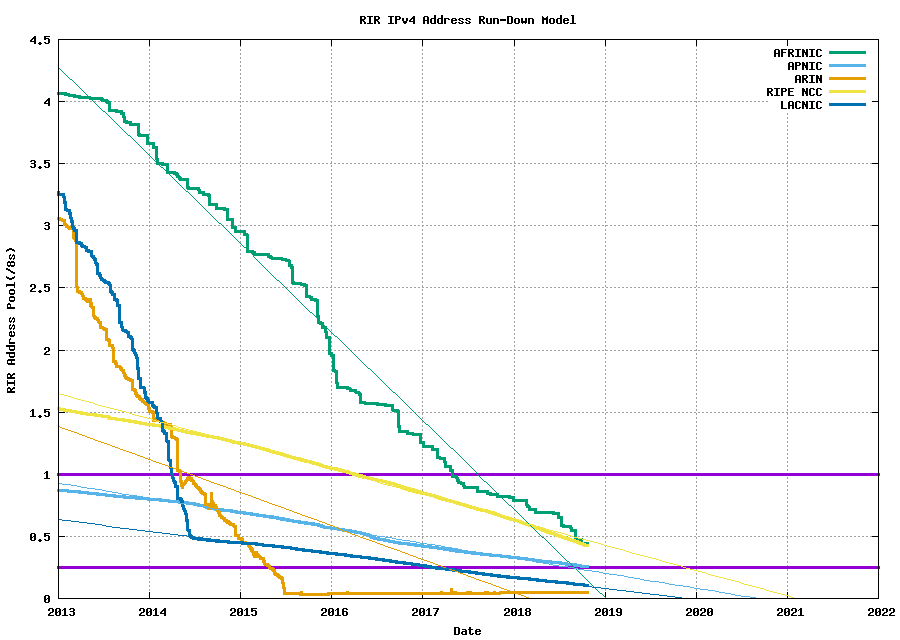 RIR IPv4 Address Run-Down Model
4.5
4
3.5
3
2.5
2
1.5
1
0.5
0
RIR Address Pool(/8s)
AFRINIC
APNIC
ARIN
RIPE NCC
LACNIC
2013 2014 2015 2016 2017 2018 2019 2020 2021 2022
Date